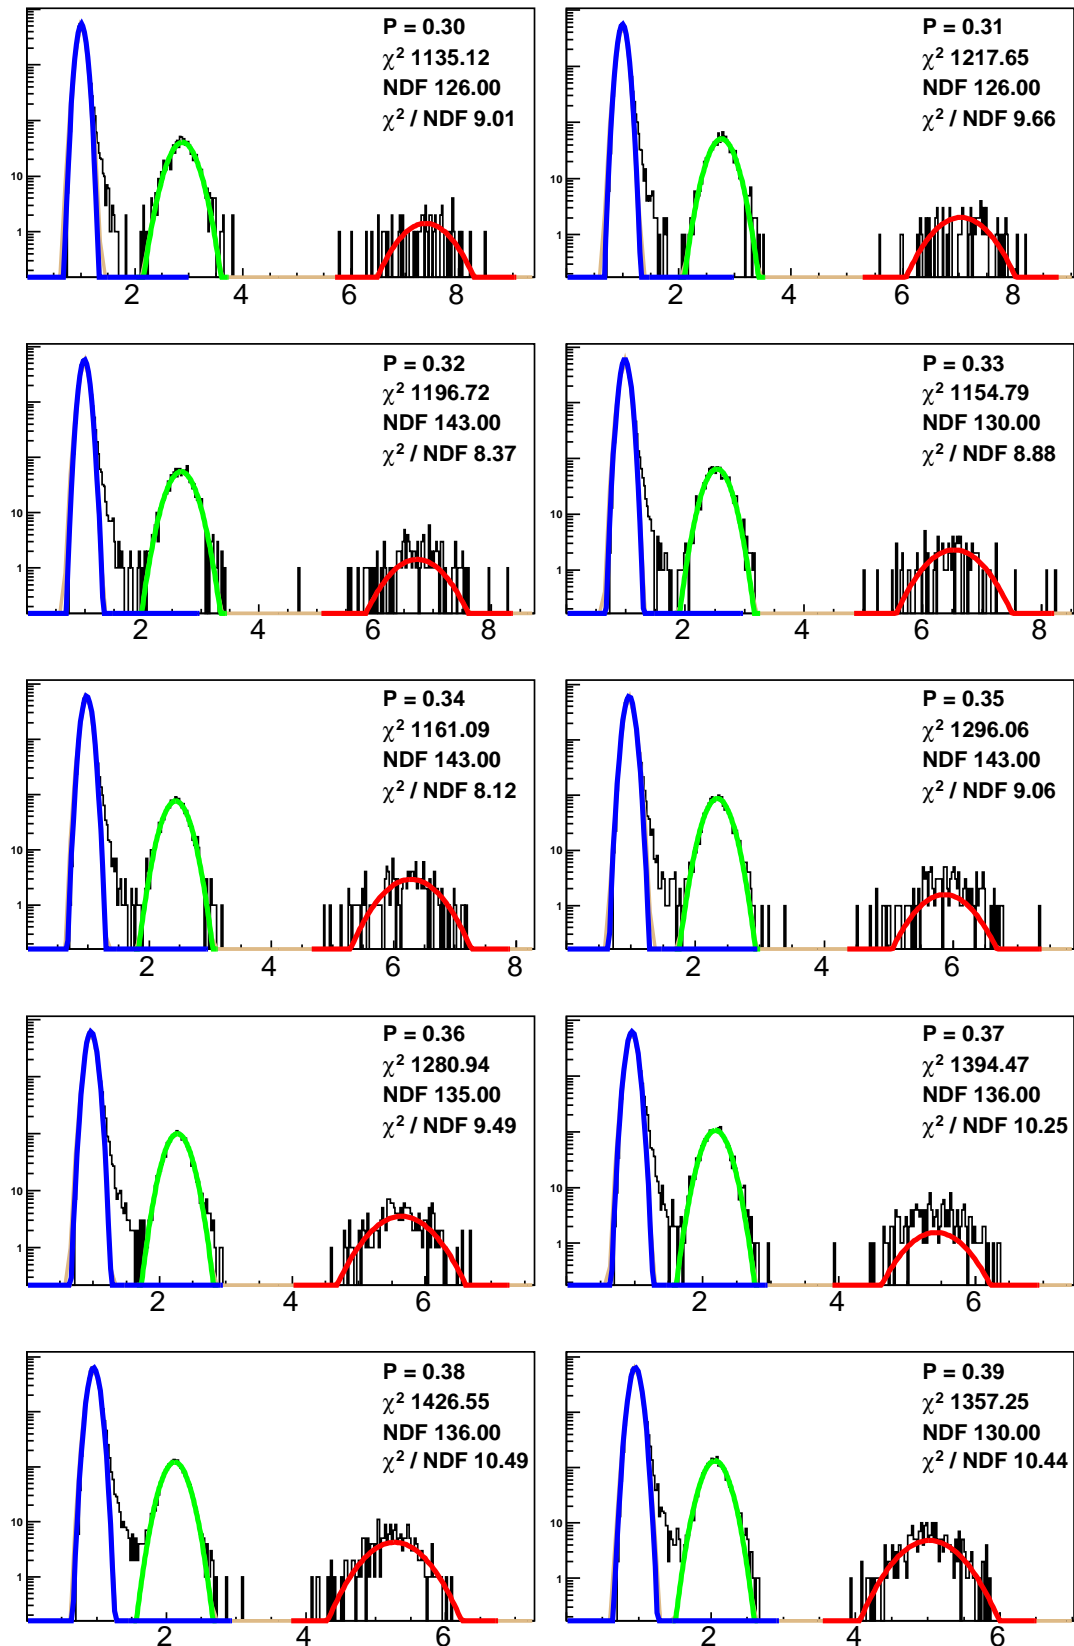 P = 0.30
χ² 1135.12
NDF 126.00
χ² / NDF 9.01
10
1
2 4 6 8
P = 0.31
χ² 1217.65
NDF 126.00
χ² / NDF 9.66
10
1
2 4 6 8
P = 0.32
χ² 1196.72
NDF 143.00
χ² / NDF 8.37
10
1
2 4 6 8
P = 0.33
χ² 1154.79
NDF 130.00
χ² / NDF 8.88
10
1
2 4 6 8
P = 0.34
χ² 1161.09
NDF 143.00
χ² / NDF 8.12
10
1
2 4 6 8
P = 0.35
χ² 1296.06
NDF 143.00
χ² / NDF 9.06
10
1
2 4 6
P = 0.36
χ² 1280.94
NDF 135.00
χ² / NDF 9.49
10
1
2 4 6
P = 0.37
χ² 1394.47
NDF 136.00
χ² / NDF 10.25
10
1
2 4 6
P = 0.38
χ² 1426.55
NDF 136.00
χ² / NDF 10.49
10
1
2 4 6
P = 0.39
χ² 1357.25
NDF 130.00
χ² / NDF 10.44
10
1
2 4 6